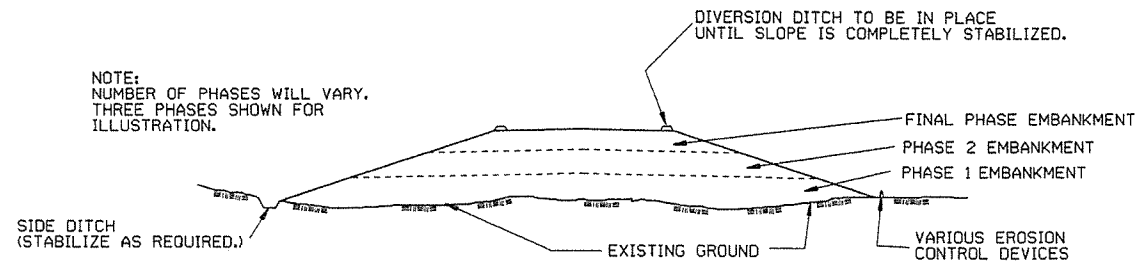 DIVERSION DITCH TO BE IN PLACE
UNTIL SLOPE IS COMPLETELY STABILIZED.
NOTE:
NUMBER OF PHASES WILL VARY.
THREE PHASES SHOWN FOR
ILLUSTRATION.
FINAL PHASE EMBANKMENT
PHASE 2 EMBANKMENT
PHASE 1 EMBANKMENT
SIDE DITCH
(STABILIZE AS REQUIRED.)
EXISTING GROUND
VARIOUS EROSION
CONTROL DEVICES